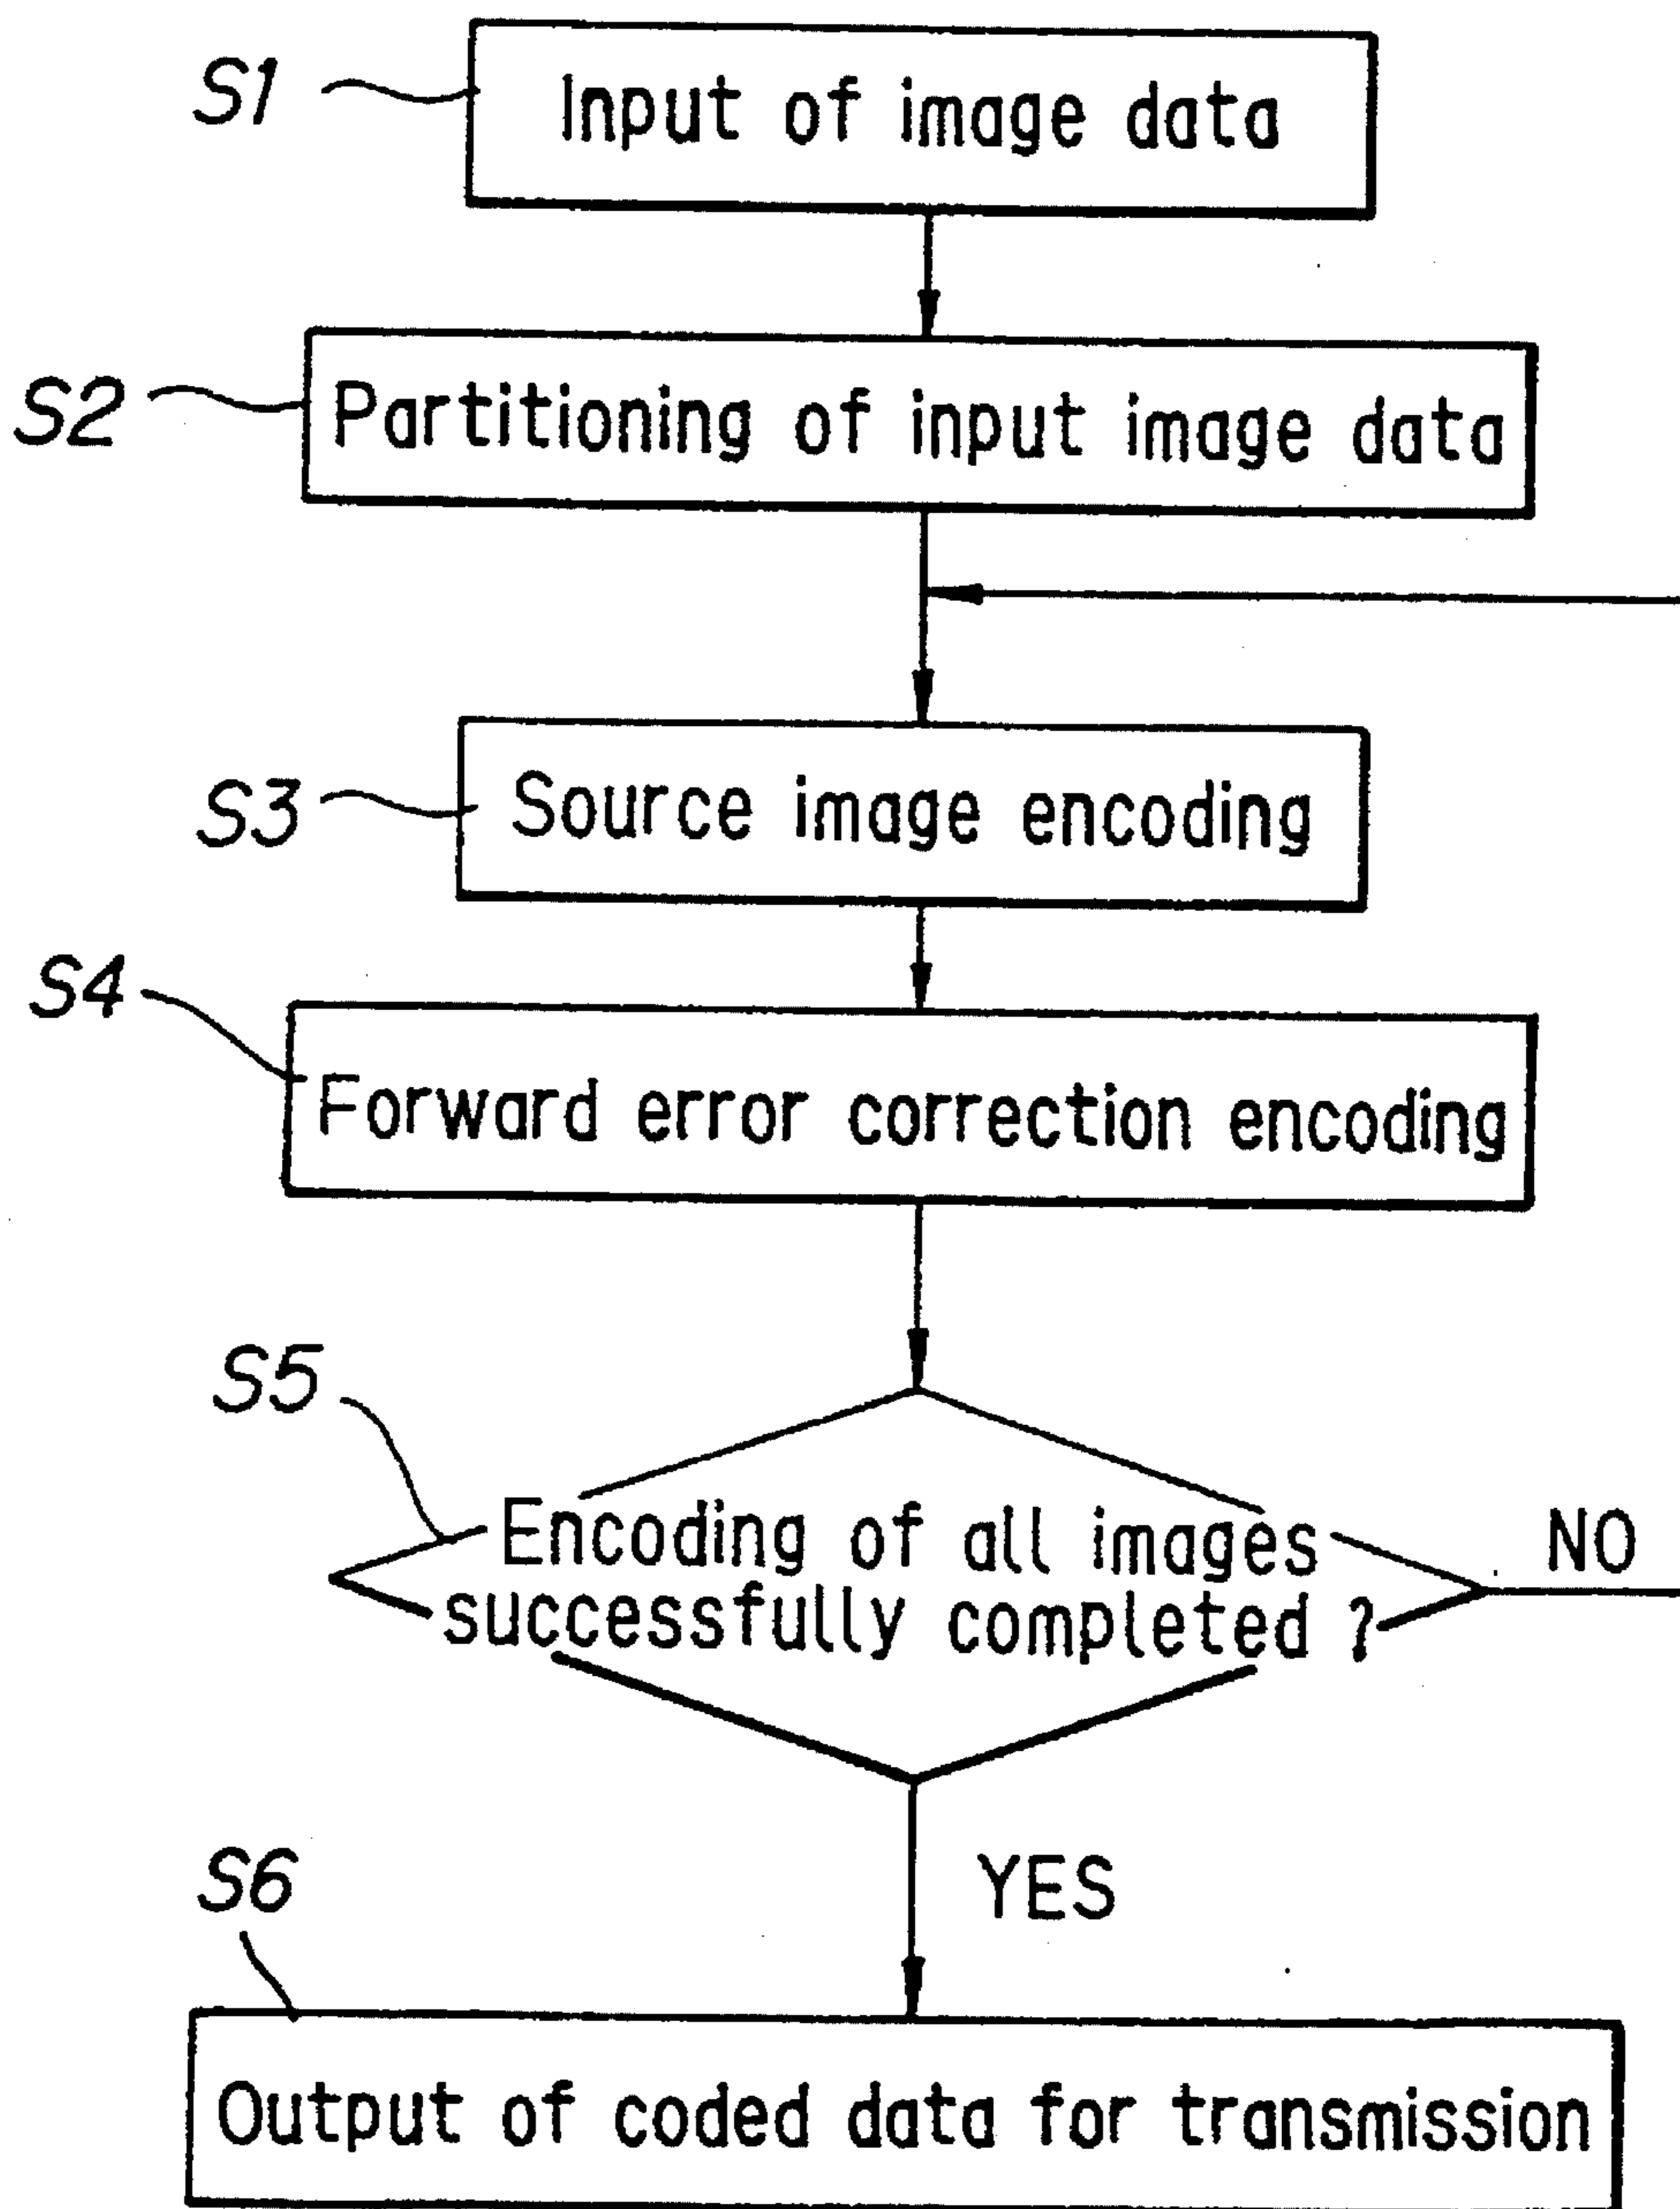 S1
Input of image data
S2
Partitioning of input image data
S3
Source image encoding
S4
Forward error correction encoding
S5
Encoding of all images
successfully completed ?
NO
YES
S6
Output of coded data for transmission